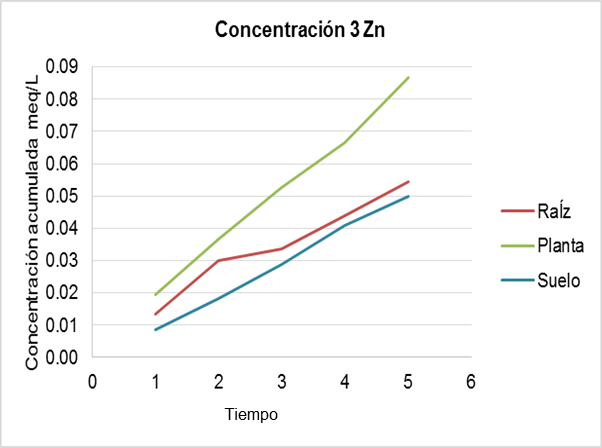 Concentración 3 Zn
Concentración acumulada meq/L
0.09
0.08
0.07
0.06
0.05
0.04
0.03
0.02
0.01
0.00
0 1 2 3 4 5 6
Tiempo
Raíz
Planta
Suelo